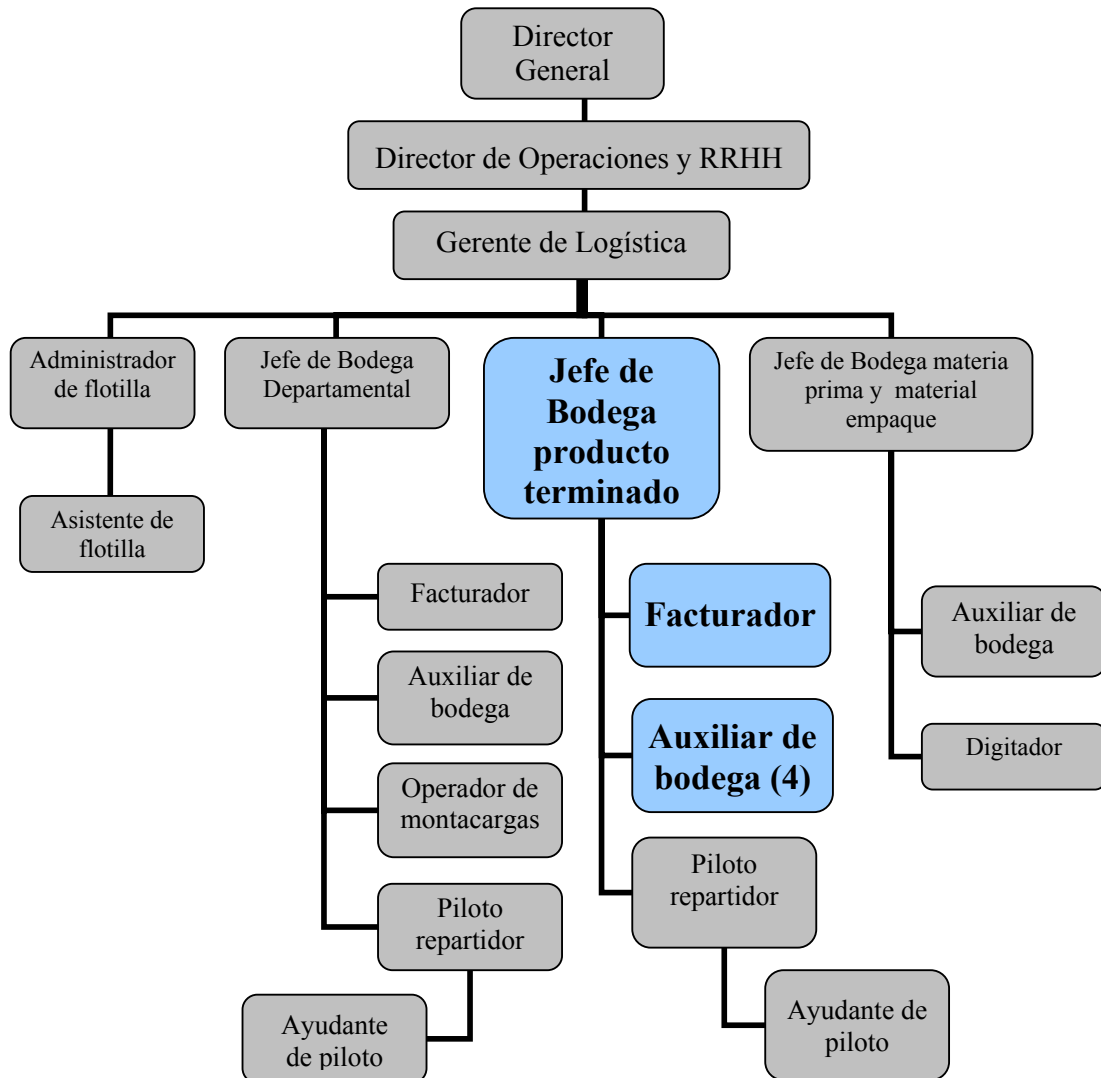 Director
General
Director de Operaciones y RRHH
Gerente de Logística
Administrador
de flotilla
Jefe de Bodega
Departamental
Jefe de
Bodega
producto
terminado
Jefe de Bodega materia
prima y material
empaque
Asistente de
flotilla
Facturador
Auxiliar de
bodega
Operador de
montacargas
Piloto
repartidor
Ayudante
de piloto
Facturador
Auxiliar de
bodega (4)
Piloto
repartidor
Ayudante de
piloto
Auxiliar de
bodega
Digitador